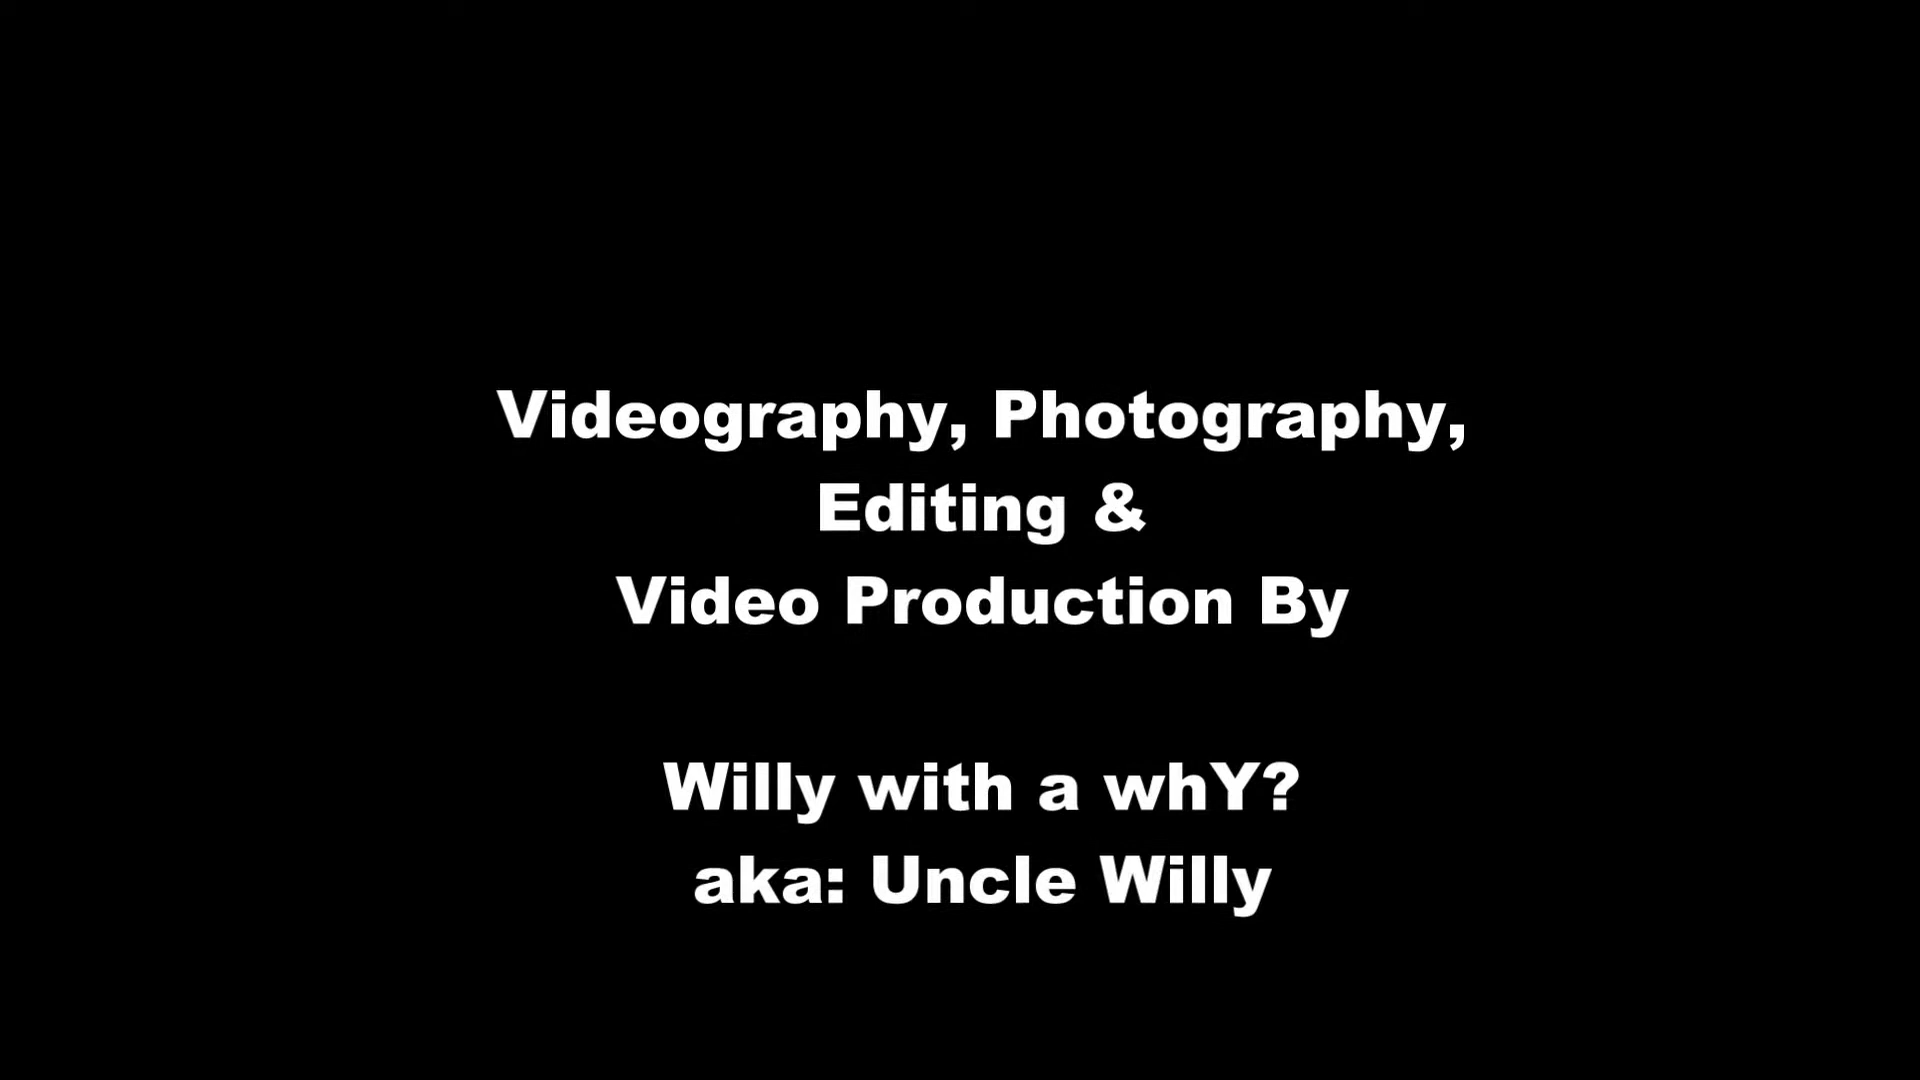 Videography, Photography,
Editing &
Video Production By
Willy with a whY?
aka: Uncle Willy